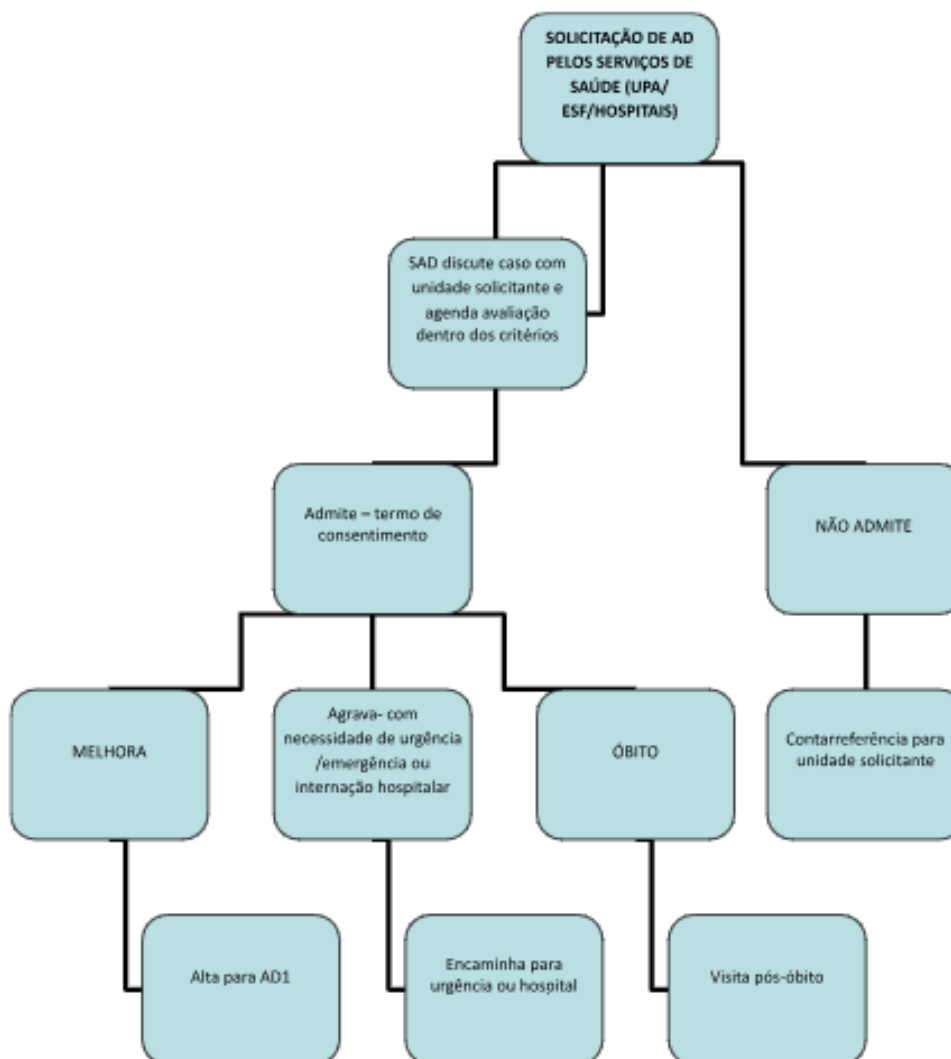 SOLICITAÇÃO DE AD
PELOS SERVIÇOS DE
SAÚDE (UPA/
ESF/HOSPITAIS)
SAD discute caso com
unidade solicitante e
agenda avaliação
dentro dos critérios
Admite – termo de
consentimento
NÃO ADMITE
MELHORA
Agrava- com
necessidade de urgência
/emergência ou
internação hospitalar
ÓBITO
Contarreferência para
unidade solicitante
Alta para AD1
Encaminha para
urgência ou hospital
Visita pós-óbito